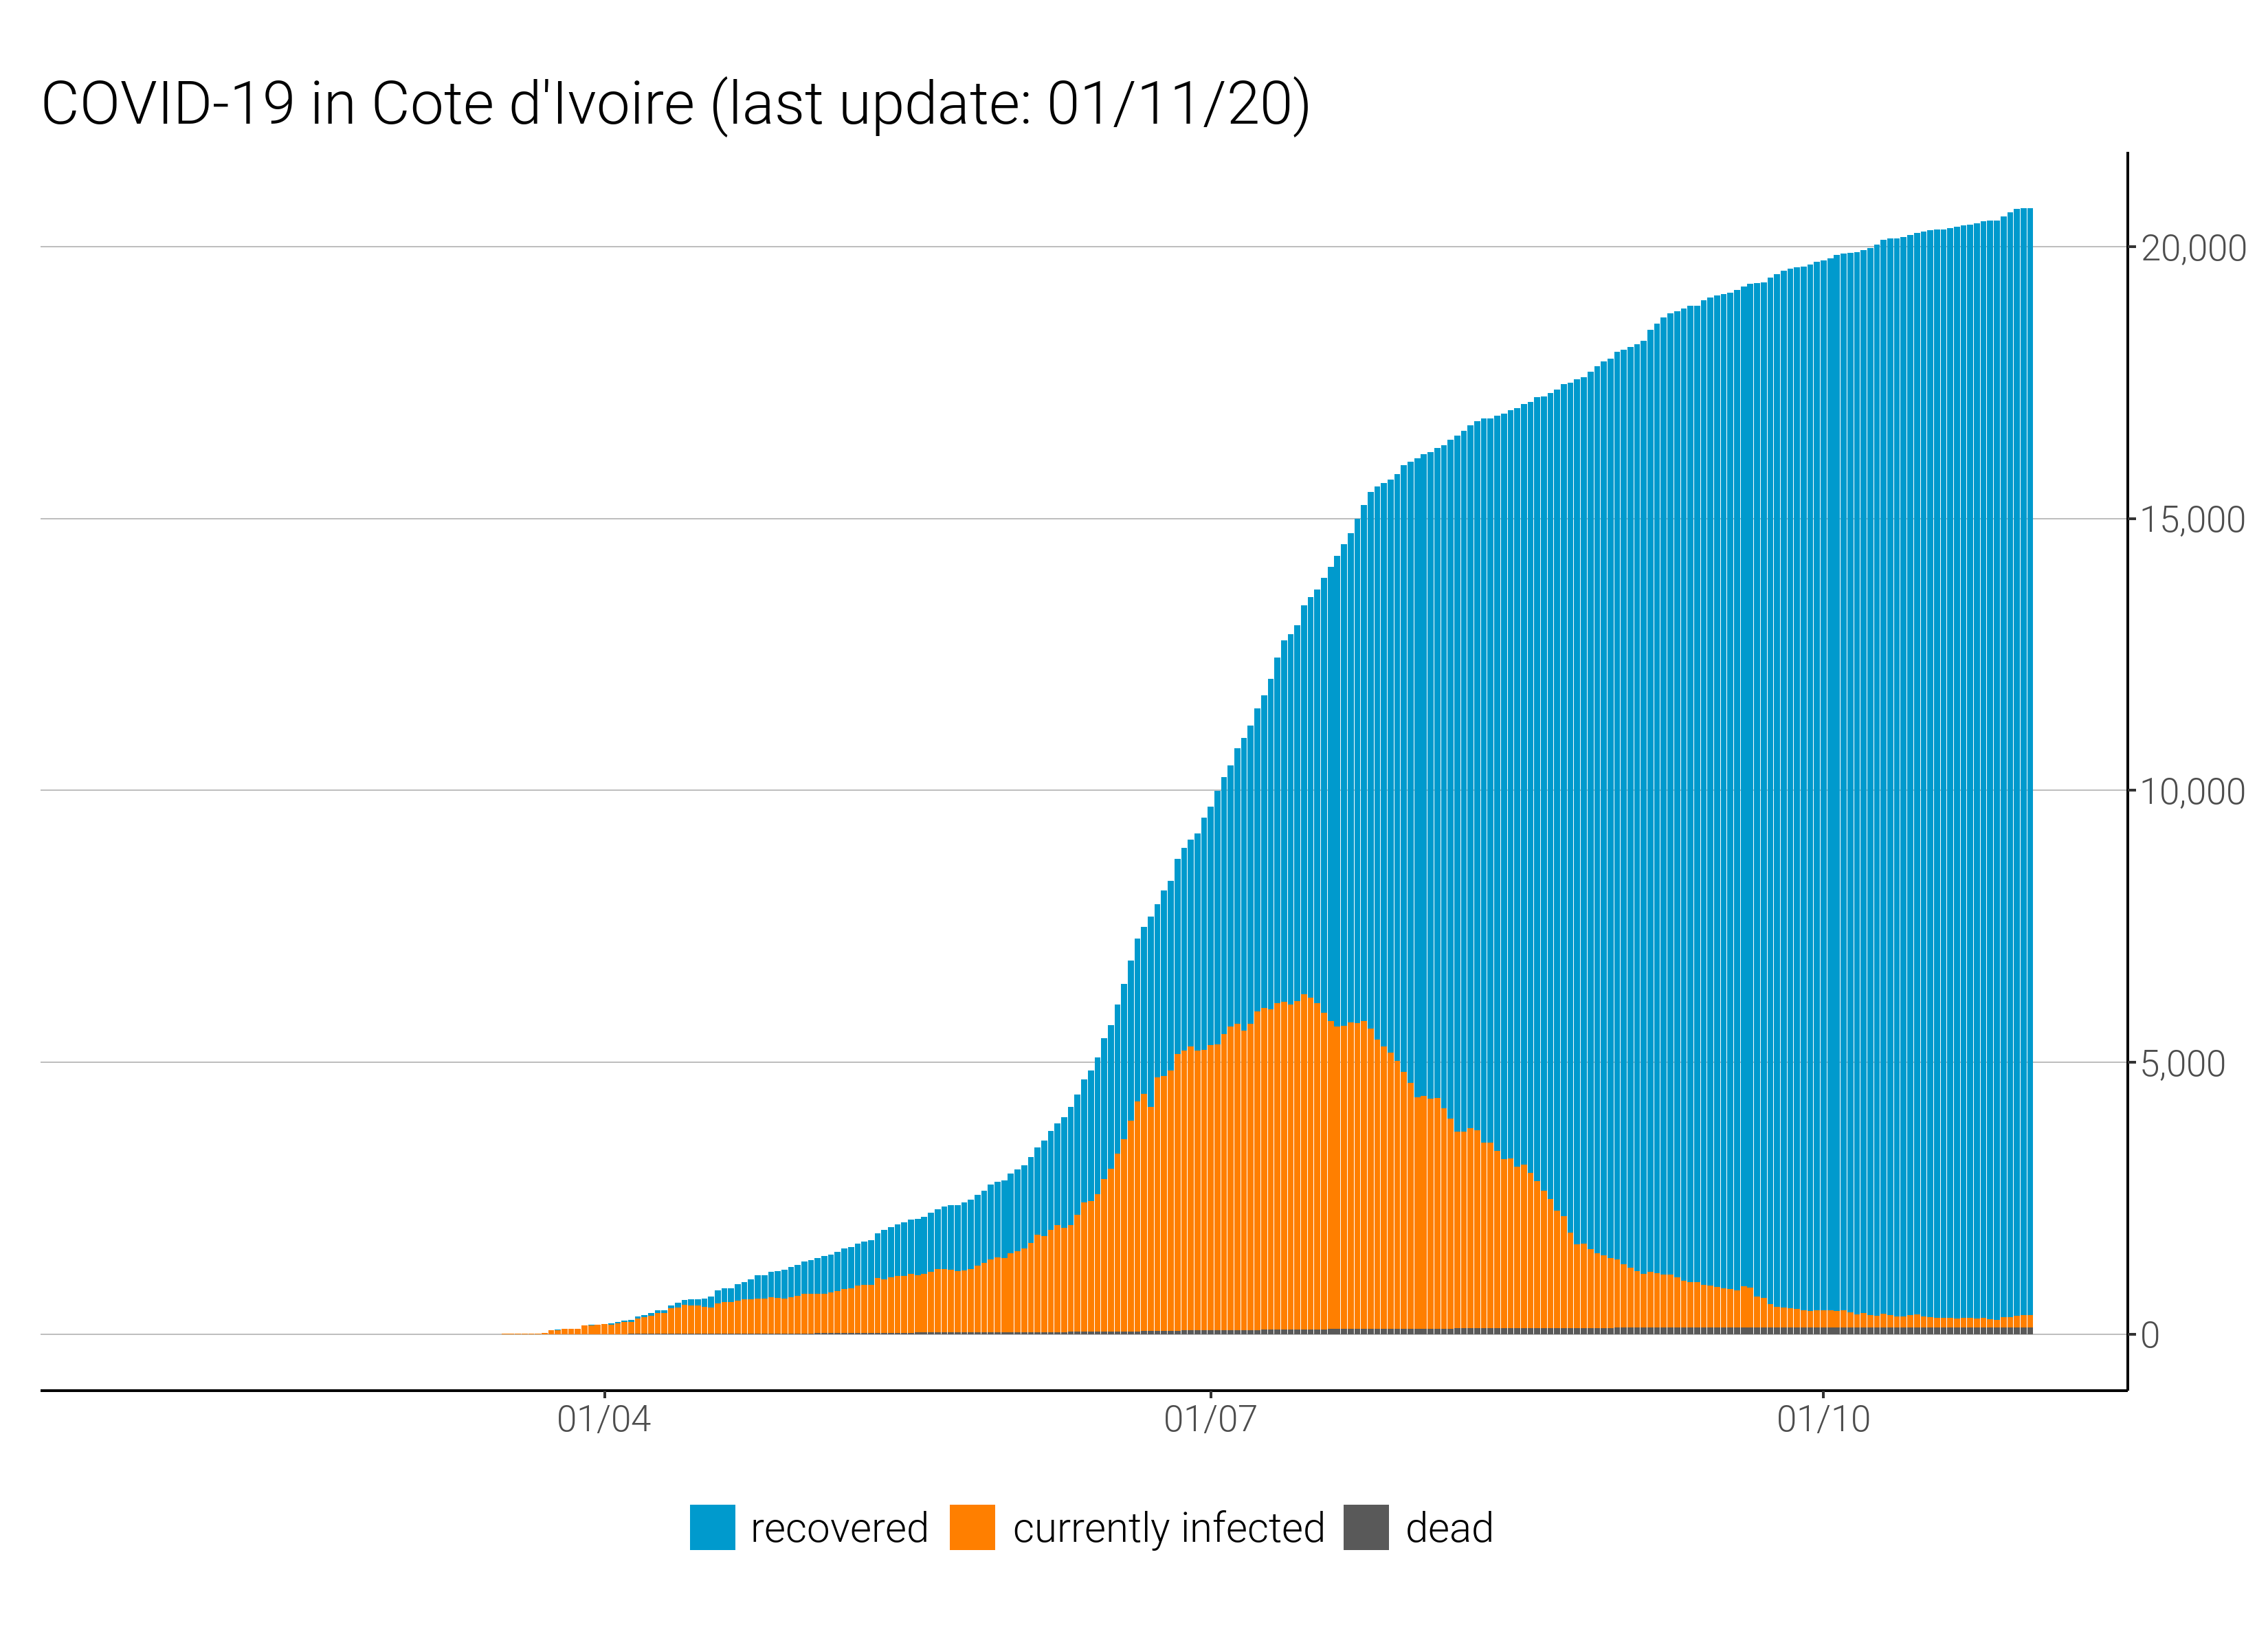 COVID-19 in Cote d'Ivoire (last update: 01/11/20)
20,000
15,000
10,000
5,000
0
01/04 01/07 01/10
recovered currently infected dead